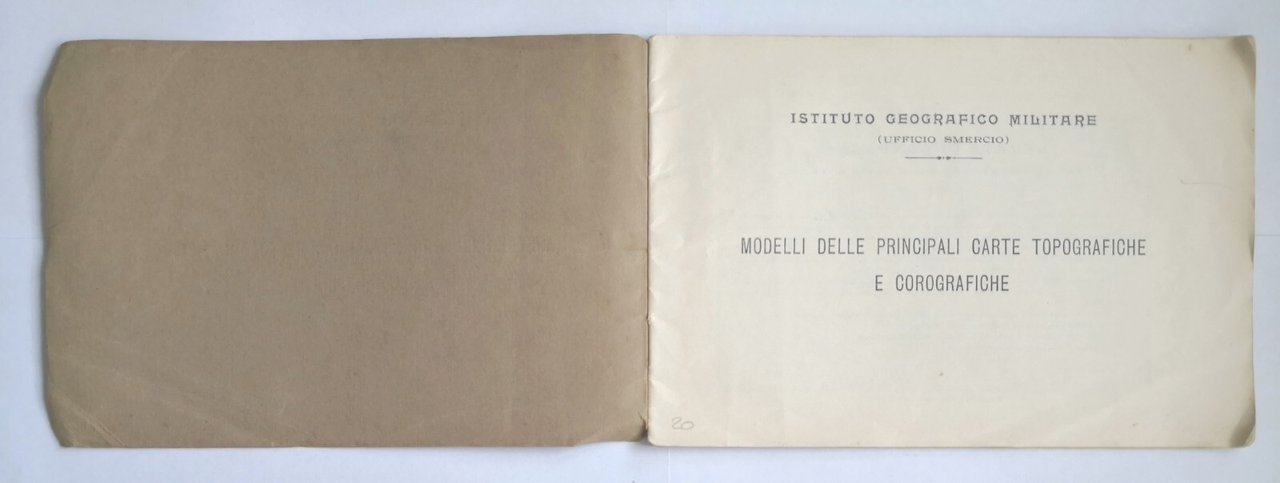 ISTITUTO GEOGRAFICO MILITARE
(UFFICIO SMERCIO)
MODELLI DELLE PRINCIPALI CARTE TOPOGRAFICHE
E COROGRAFICHE
20